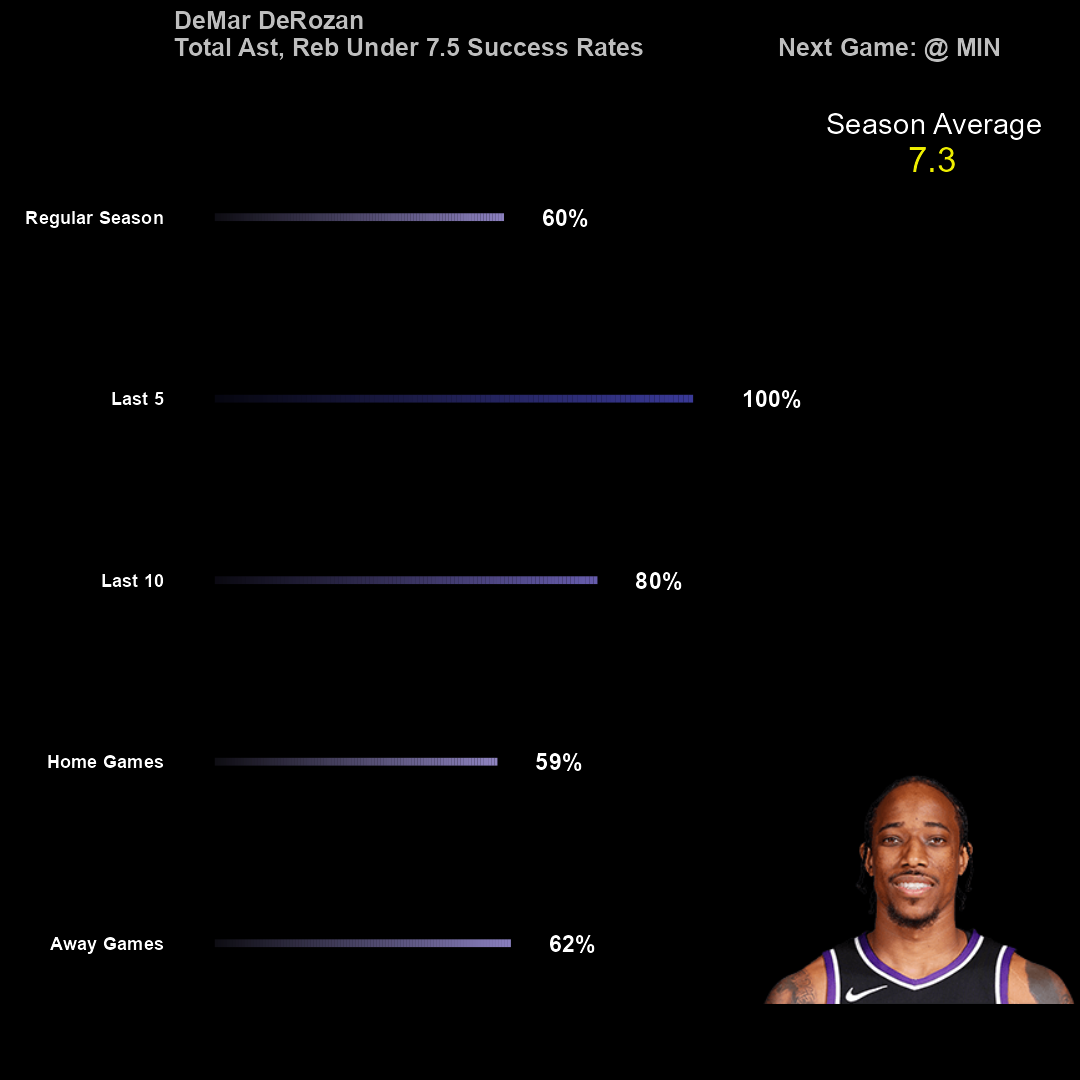 DeMar DeRozan
Total Ast, Reb Under 7.5 Success Rates
Next Game: @ MIN
Season Average
7.3
Regular Season 60%
Last 5 100%
Last 10 80%
Home Games 59%
Away Games 62%